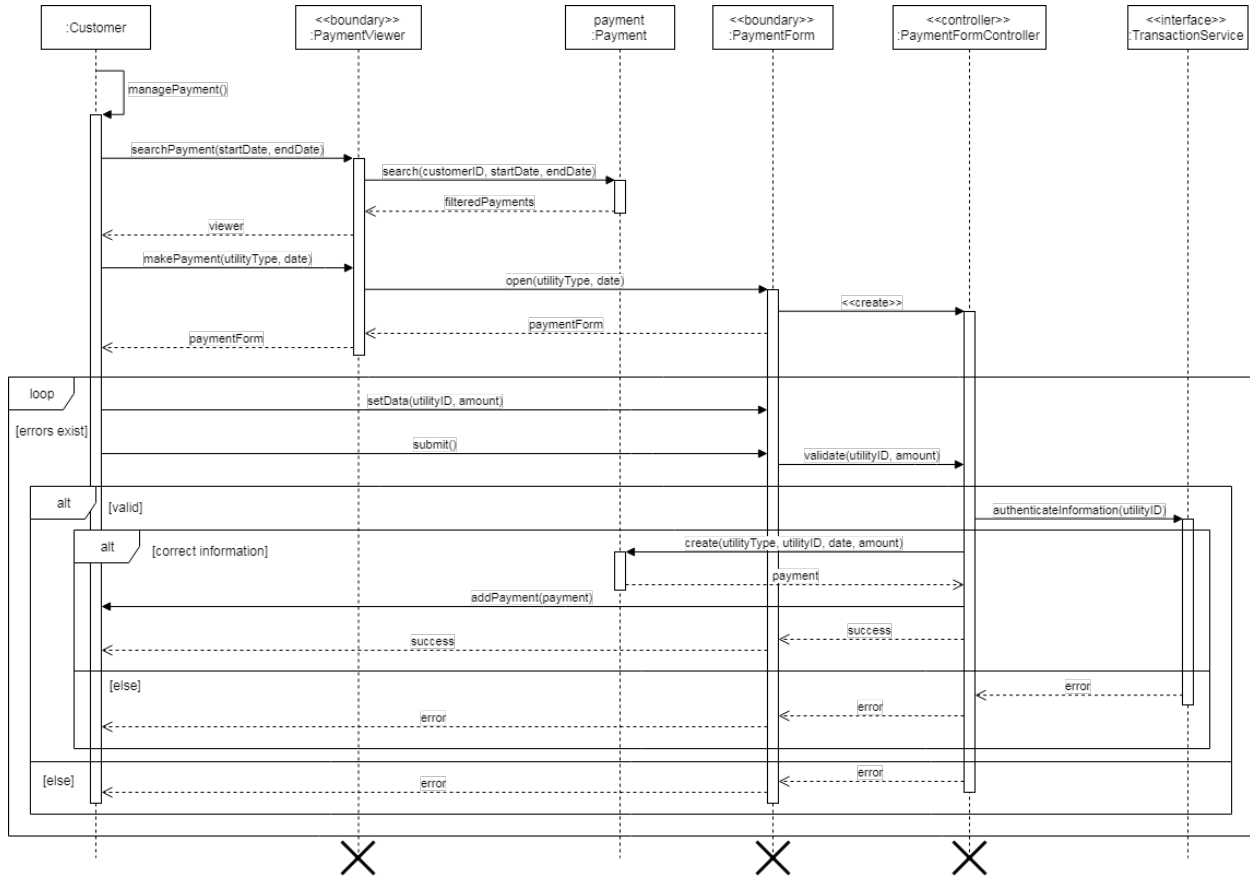 :Customer
<<boundary>>
:PaymentViewer
payment
:Payment
<<boundary>>
:PaymentForm
<<controller>>
:PaymentFormController
<<interface>>
:TransactionService
managePayment()
searchPayment(startDate, endDate)
search(customerID, startDate, endDate)
filteredPayments
viewer
makePayment(utilityType, date)
open(utilityType, date)
<<create>>
paymentForm
paymentForm
loop
setData(utilityID, amount)
[errors exist]
submit()
validate(utilityID, amount)
alt
[valid]
authenticateInformation(utilityID)
alt
[correct information]
create(utilityType, utilityID, date, amount)
payment
addPayment(payment)
success
success
[else]
error
error
error
[else]
error
error